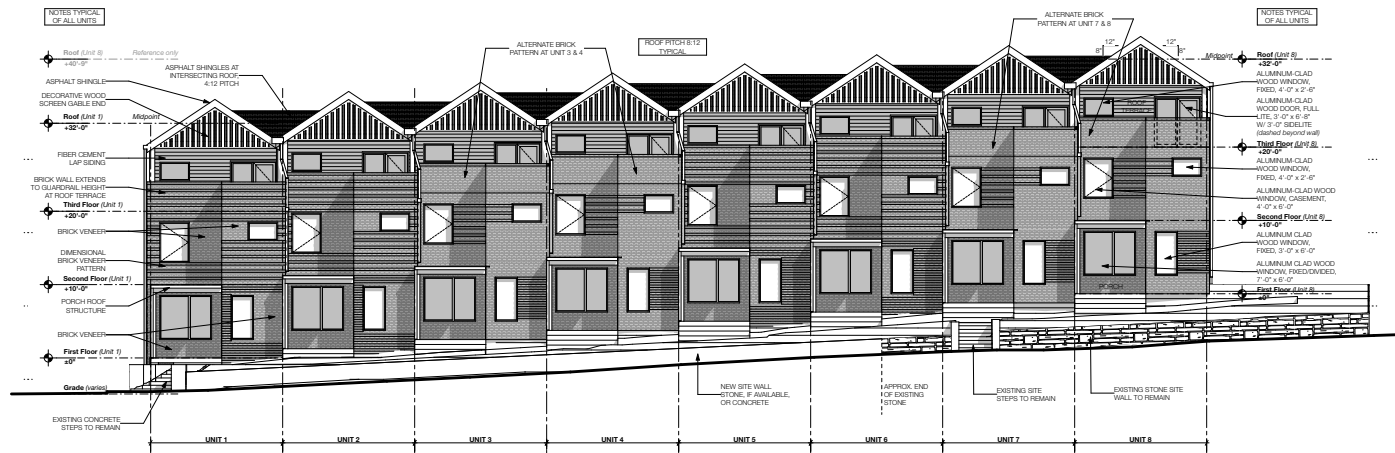 NOTES TYPICAL
OF ALL UNITS
Roof (Unit 8)
+40'-9"
Reference only
ASPHALT SHINGLE
DECORATIVE WOOD
SCREEN GABLE END
Roof (Unit 1)
+32'-0"
Midpoint
FIBER CEMENT
LAP SIDING
BRICK WALL EXTENDS
TO GUARDRAIL HEIGHT
AT ROOF TERRACE
Third Floor (Unit 1)
+20'-0"
BRICK VENEER
DIMENSIONAL
BRICK VENEER
PATTERN
Second Floor (Unit 1)
+10'-0"
PORCH ROOF
STRUCTURE
BRICK VENEER
First Floor (Unit 1)
±0"
Grade (varies)
EXISTING CONCRETE
STEPS TO REMAIN
ASPHALT SHINGLES AT
INTERSECTING ROOF,
4:12 PITCH
ALTERNATE BRICK
PATTERN AT UNIT 3 & 4
ROOF PITCH 8:12
TYPICAL
ALTERNATE BRICK
PATTERN AT UNIT 7 & 8
12"
8"
12"
8"
NOTES TYPICAL
OF ALL UNITS
Midpoint
Roof (Unit 8)
+32'-0"
ALUMINUM-CLAD
WOOD WINDOW,
FIXED, 4'-0" x 2'-6"
ALUMINUM-CLAD
WOOD DOOR, FULL
LITE, 3'-0" x 6'-8"
W/ 3'-0" SIDELITE
(dashed beyond wall)
ROOF
TERRACE
Third Floor (Unit 8)
+20'-0"
ALUMINUM-CLAD
WOOD WINDOW,
FIXED, 4'-0" x 2'-6"
ALUMINUM-CLAD WOOD
WINDOW, CASEMENT,
4'-0" x 6'-0"
Second Floor (Unit 8)
+10'-0"
ALUMINUM CLAD
WOOD WINDOW,
FIXED, 3'-0" x 6'-0"
ALUMINUM CLAD WOOD
WINDOW, FIXED/DIVIDED,
7'-0" x 6'-0"
PORCH
First Floor (Unit 8)
±0"
NEW SITE WALL
STONE, IF AVAILABLE,
OR CONCRETE
APPROX. END
OF EXISTING
STONE
EXISTING SITE
STEPS TO REMAIN
EXISTING STONE SITE
WALL TO REMAIN
UNIT 1
UNIT 2
UNIT 3
UNIT 4
UNIT 5
UNIT 6
UNIT 7
UNIT 8